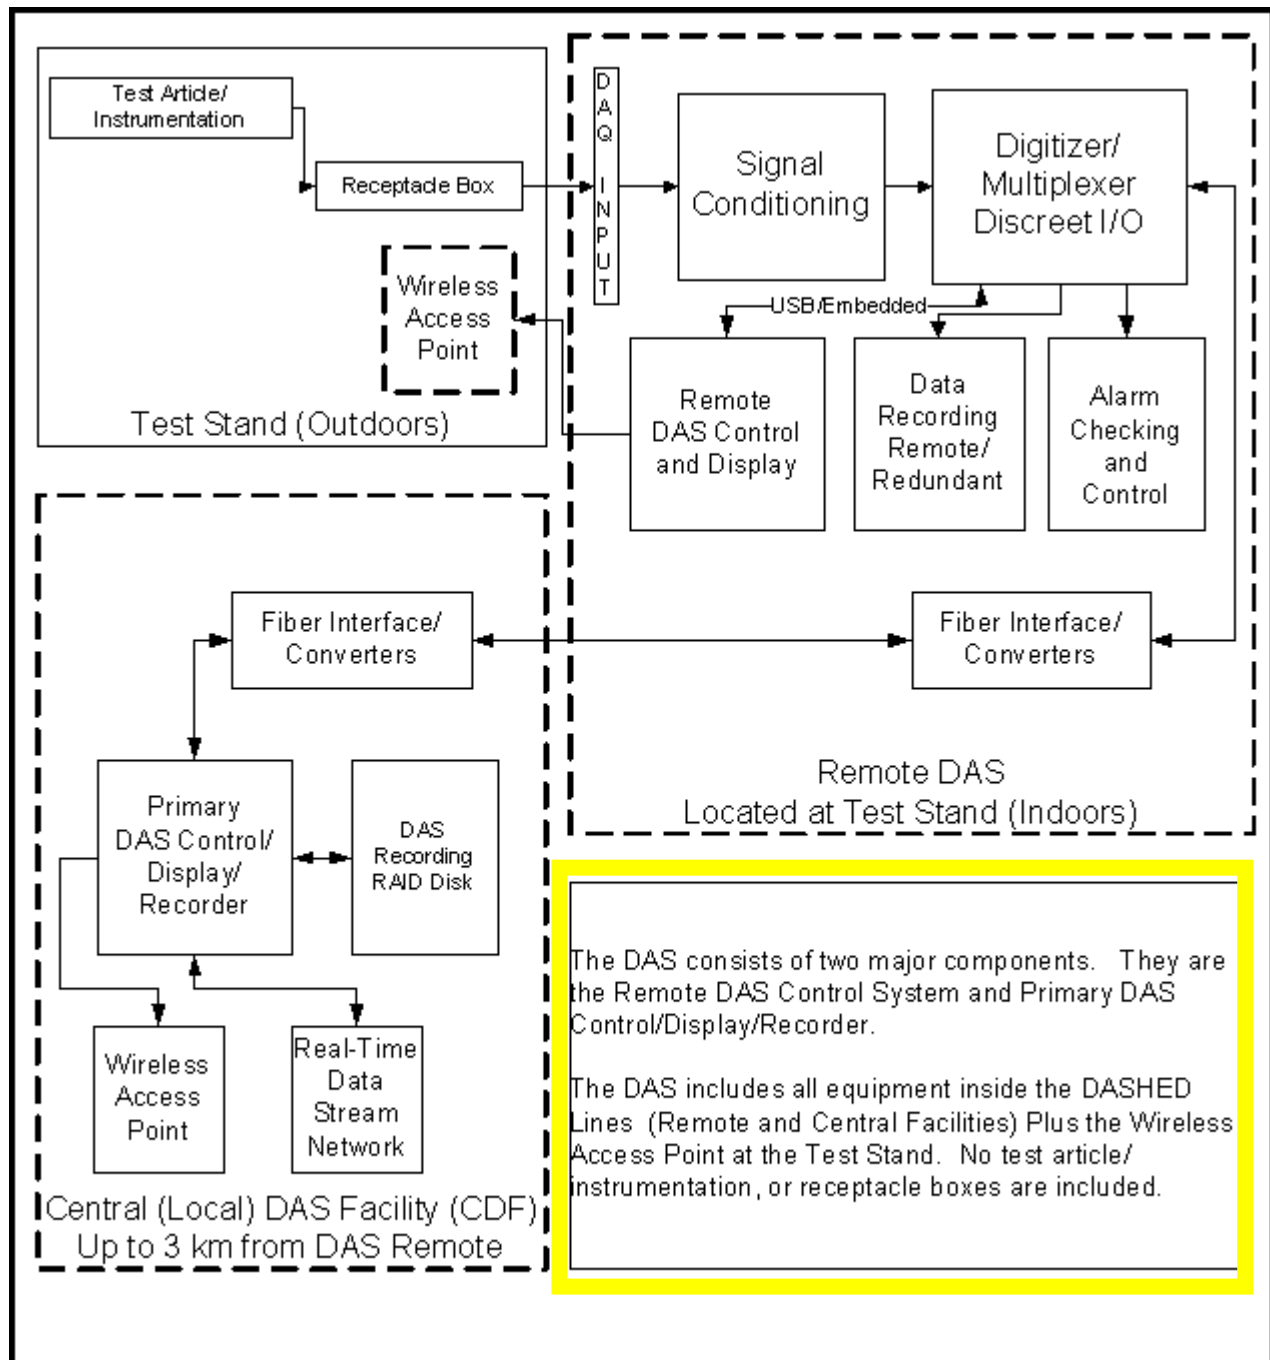 Test Article/
Instrumentation
Receptacle Box
Wireless
Access
Point
Test Stand (Outdoors)
DAQ INPUT
Signal
Conditioning
Digitizer/
Multiplexer
Discreet I/O
USB/Embedded
Remote
DAS Control
and Display
Data
Recording
Remote/
Redundant
Alarm
Checking
and
Control
Fiber Interface/
Converters
Remote DAS
Located at Test Stand (Indoors)
Fiber Interface/
Converters
Primary
DAS Control/
Display/
Recorder
DAS
Recording
RAID Disk
Wireless
Access
Point
Real-Time
Data
Stream
Network
Central (Local) DAS Facility (CDF)
Up to 3 km from DAS Remote
The DAS consists of two major components. They are
the Remote DAS Control System and Primary DAS
Control/Display/Recorder.
The DAS includes all equipment inside the DASHED
Lines (Remote and Central Facilities) Plus the Wireless
Access Point at the Test Stand. No test article/
instrumentation, or receptacle boxes are included.